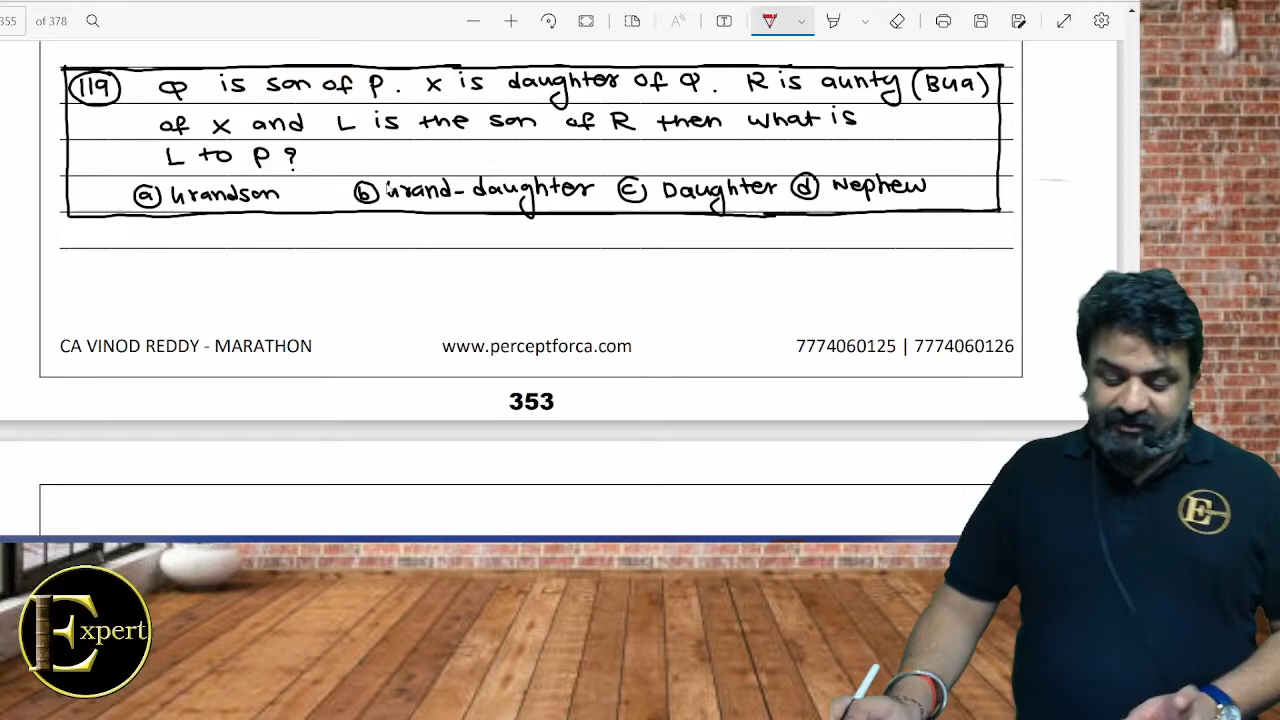 355 of 378
119 Q is son of P. X is daughter of Q. R is aunty (Bua)
of X and L is the son of R then what is
L to P ?
a Grandson b Grand-daughter c Daughter d Nephew
CA VINOD REDDY - MARATHON www.perceptforca.com 7774060125 | 7774060126
353
Expert
E